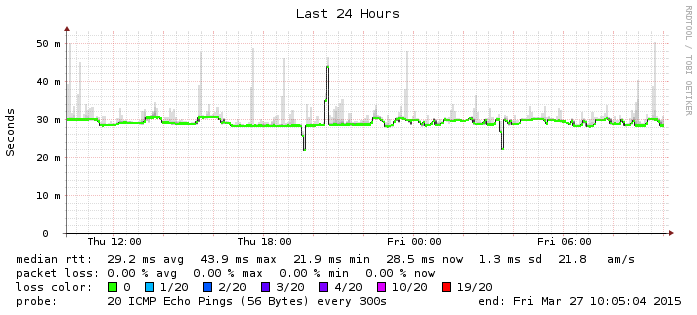 Last 24 Hours
RRDTOOL / TOBI OETIKER
Seconds
50 m
40 m
30 m
20 m
10 m
0
Thu 12:00 Thu 18:00 Fri 00:00 Fri 06:00
median rtt: 29.2 ms avg 43.9 ms max 21.9 ms min 28.5 ms now 1.3 ms sd 21.8 am/s
packet loss: 0.00 % avg 0.00 % max 0.00 % min 0.00 % now
loss color: 0 1/20 2/20 3/20 4/20 10/20 19/20
probe: 20 ICMP Echo Pings (56 Bytes) every 300s end: Fri Mar 27 10:05:04 2015